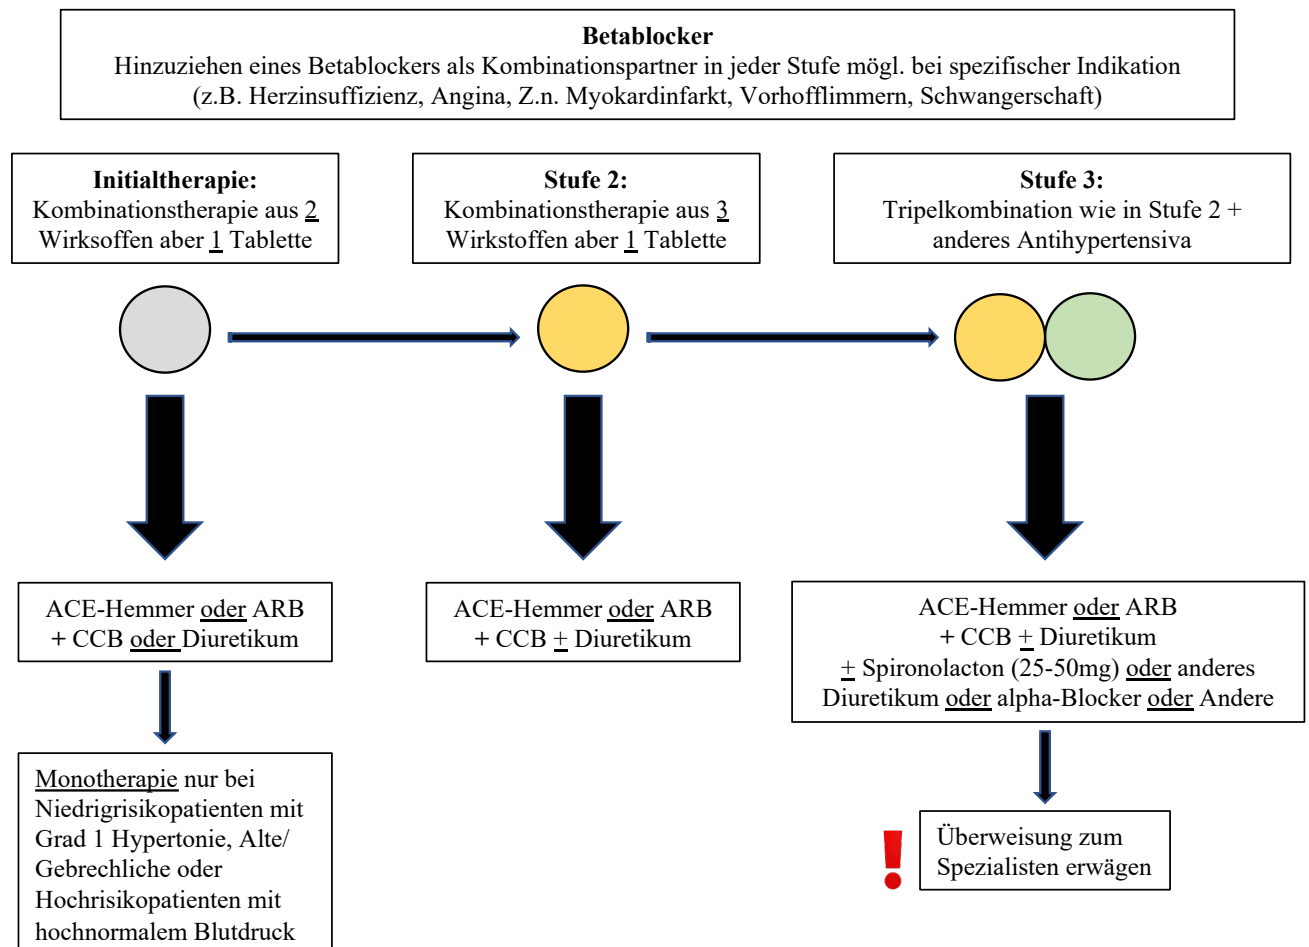 Betablocker
Hinzuziehen eines Betablockers als Kombinationspartner in jeder Stufe mögl. bei spezifischer Indikation
(z.B. Herzinsuffizienz, Angina, Z.n. Myokardinfarkt, Vorhofflimmern, Schwangerschaft)
Initialtherapie:
Kombinationstherapie aus 2
Wirksoffen aber 1 Tablette
Stufe 2:
Kombinationstherapie aus 3
Wirkstoffen aber 1 Tablette
Stufe 3:
Tripelkombination wie in Stufe 2 +
anderes Antihypertensiva
ACE-Hemmer oder ARB
+ CCB oder Diuretikum
ACE-Hemmer oder ARB
+ CCB + Diuretikum
ACE-Hemmer oder ARB
+ CCB + Diuretikum
+ Spironolacton (25-50mg) oder anderes
Diuretikum oder alpha-Blocker oder Andere
Monotherapie nur bei
Niedrigrisikopatienten mit
Grad 1 Hypertonie, Alte/
Gebrechliche oder
Hochrisikopatienten mit
hochnormalem Blutdruck
Überweisung zum
Spezialisten erwägen